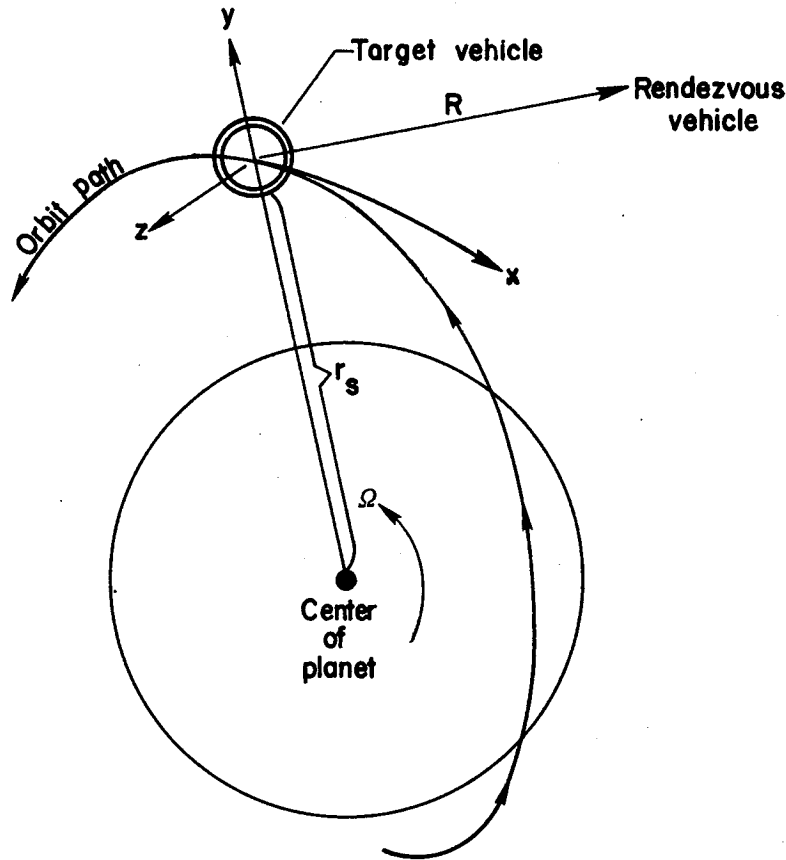 y
Target vehicle
R
Rendezvous
vehicle
Orbit path
z
x
r_s
Ω
Center
of
planet